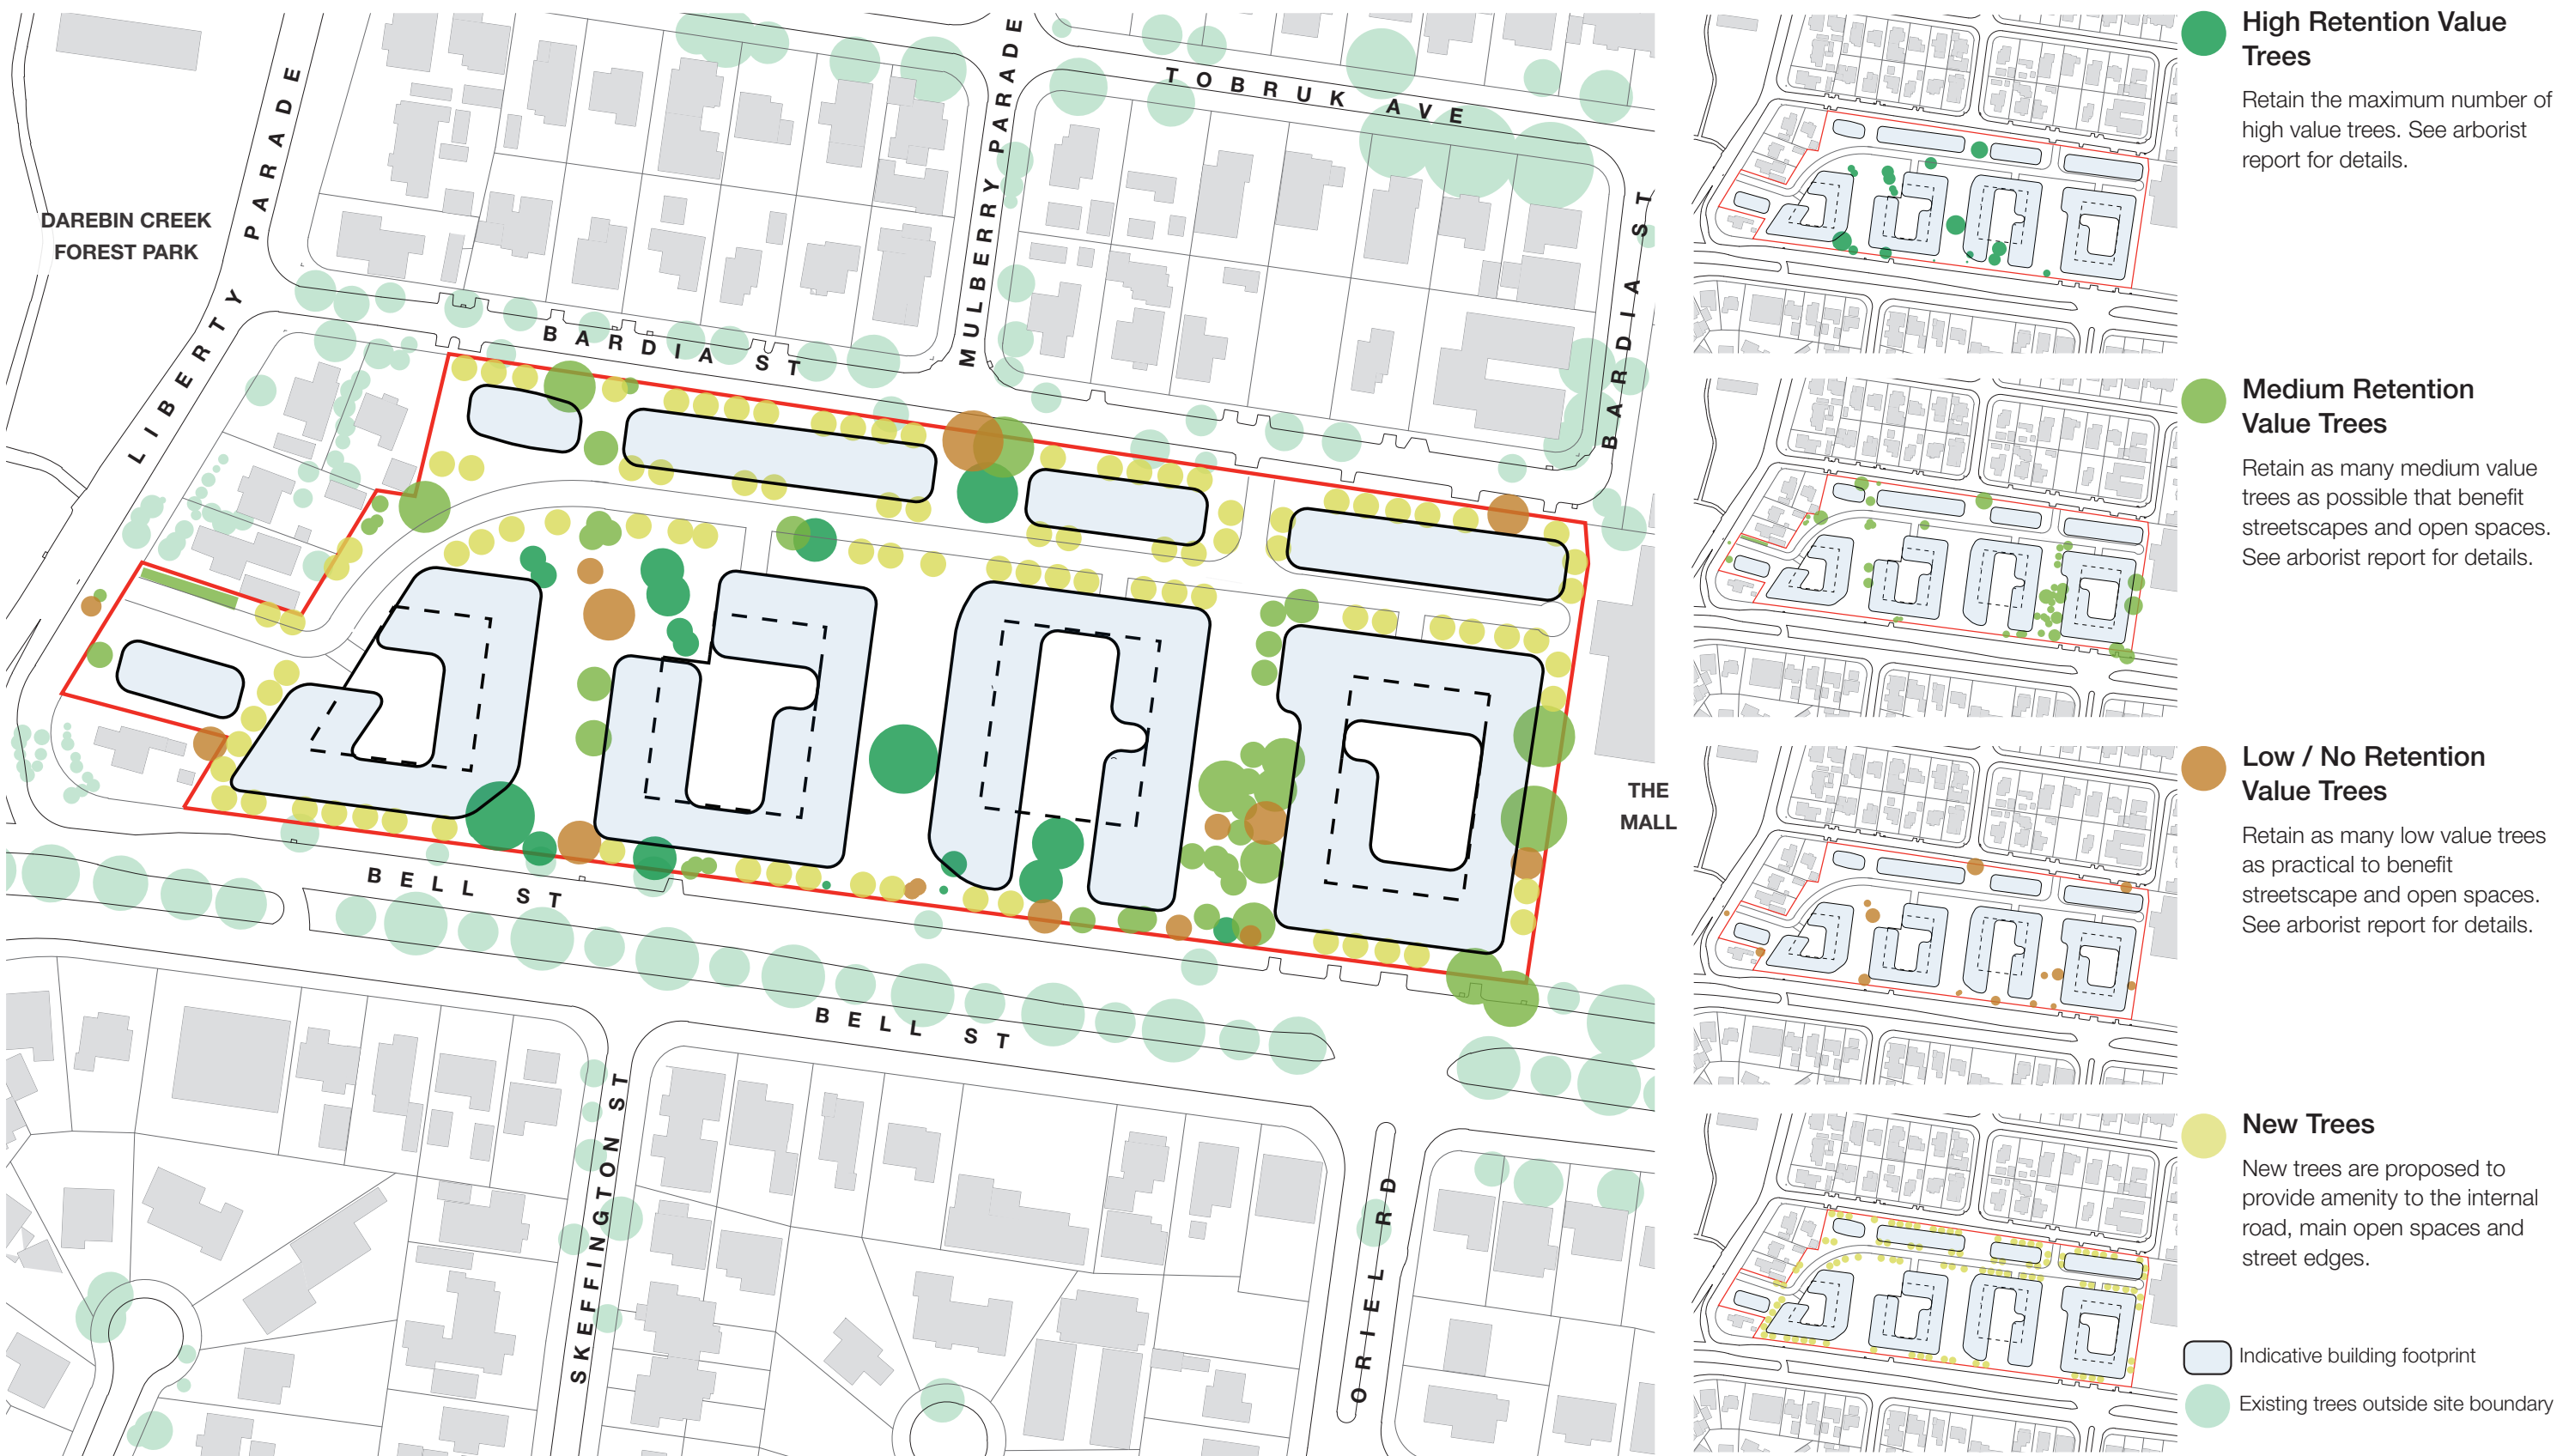 TOBRUK AVE
MULBERRY PARADE
LIBERTY PARADE
DAREBIN CREEK
FOREST PARK
BARDIA ST
BARDIA ST
THE
MALL
BELL ST
BELL ST
SKEFFINGTON ST
ORIEL RD
High Retention Value
Trees
Retain the maximum number of
high value trees. See arborist
report for details.
Medium Retention
Value Trees
Retain as many medium value
trees as possible that benefit
streetscapes and open spaces.
See arborist report for details.
Low / No Retention
Value Trees
Retain as many low value trees
as practical to benefit
streetscape and open spaces.
See arborist report for details.
New Trees
New trees are proposed to
provide amenity to the internal
road, main open spaces and
street edges.
Indicative building footprint
Existing trees outside site boundary